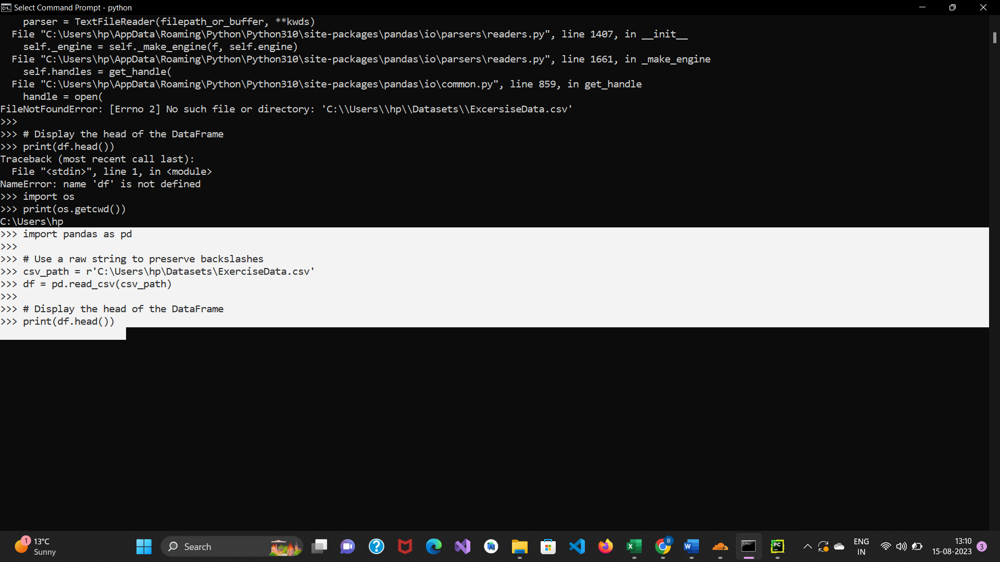 Select Command Prompt - python
    parser = TextFileReader(filepath_or_buffer, **kwds)
  File "C:\Users\hp\AppData\Roaming\Python\Python310\site-packages\pandas\io\parsers\readers.py", line 1407, in __init__
    self._engine = self._make_engine(f, self.engine)
  File "C:\Users\hp\AppData\Roaming\Python\Python310\site-packages\pandas\io\parsers\readers.py", line 1661, in _make_engine
    self.handles = get_handle(
  File "C:\Users\hp\AppData\Roaming\Python\Python310\site-packages\pandas\io\common.py", line 859, in get_handle
    handle = open(
FileNotFoundError: [Errno 2] No such file or directory: 'C:\\Users\\hp\\Datasets\\ExcersiseData.csv'
>>>
>>> # Display the head of the DataFrame
>>> print(df.head())
Traceback (most recent call last):
  File "<stdin>", line 1, in <module>
NameError: name 'df' is not defined
>>> import os
>>> print(os.getcwd())
C:\Users\hp
>>> import pandas as pd
>>>
>>> # Use a raw string to preserve backslashes
>>> csv_path = r'C:\Users\hp\Datasets\ExerciseData.csv'
>>> df = pd.read_csv(csv_path)
>>>
>>> # Display the head of the DataFrame
>>> print(df.head())
1 13°C
Sunny
Search
B
PC
ENG
IN
13:10
15-08-2023
3